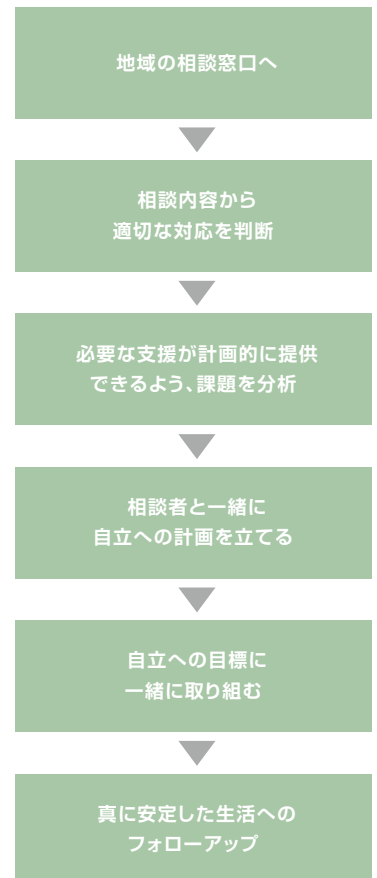 地域の相談窓口へ
相談内容から
適切な対応を判断
必要な支援が計画的に提供
できるよう、課題を分析
相談者と一緒に
自立への計画を立てる
自立への目標に
一緒に取り組む
真に安定した生活への
フォローアップ